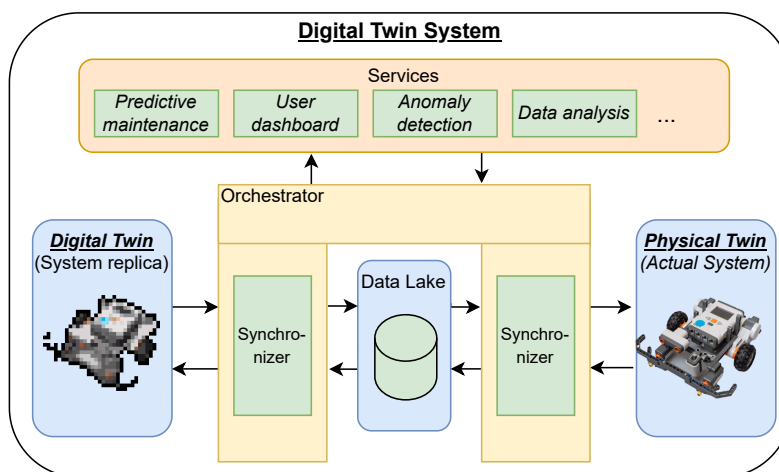 Digital Twin System
Services
Predictive
maintenance
User
dashboard
Anomaly
detection
Data analysis
...
Orchestrator
Digital Twin
(System replica)
Synchro-
nizer
Data Lake
Synchro-
nizer
Physical Twin
(Actual System)